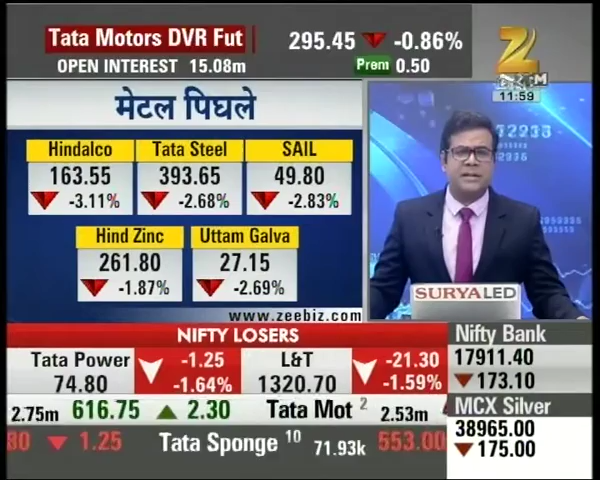 Tata Motors DVR Fut 295.45 -0.86%
OPEN INTEREST 15.08m Prem 0.50
11:59
मेटल पिघले
Hindalco Tata Steel SAIL
163.55 393.65 49.80
-3.11% -2.68% -2.83%
Hind Zinc Uttam Galva
261.80 27.15
-1.87% -2.69%
www.zeebiz.com
SURYA LED
NIFTY LOSERS
Tata Power -1.25 L&T -21.30
74.80 -1.64% 1320.70 -1.59%
Nifty Bank
17911.40
173.10
2.75m 616.75 2.30 Tata Mot 2 2.53m
MCX Silver
38965.00
175.00
1.25 Tata Sponge 10 71.93k 553.00